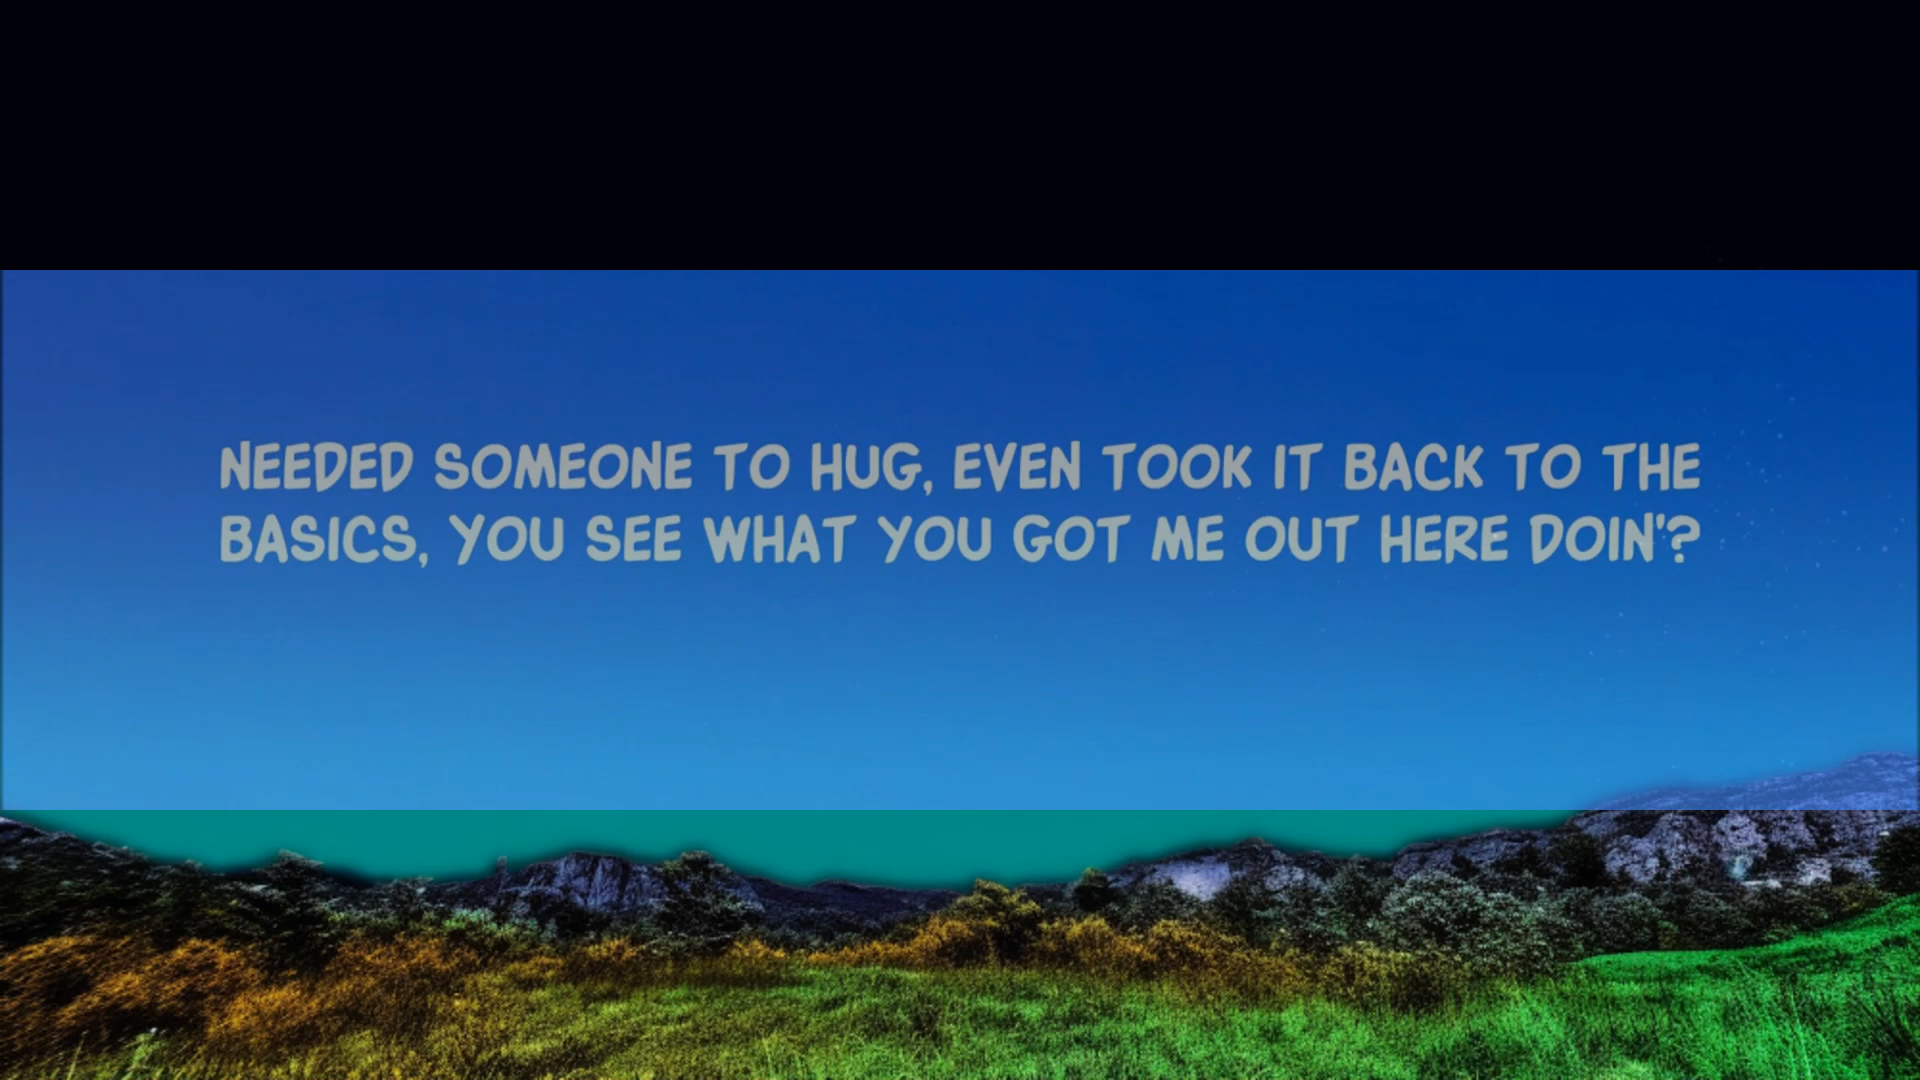 NEEDED SOMEONE TO HUG, EVEN TOOK IT BACK TO THE
BASICS, YOU SEE WHAT YOU GOT ME OUT HERE DOIN'?